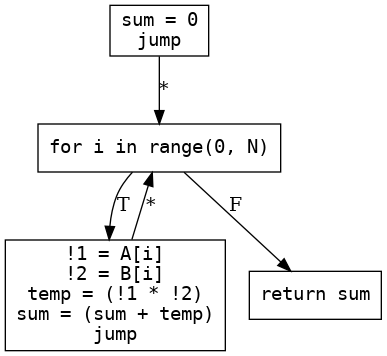 sum = 0
jump
*
for i in range(0, N)
T
*
F
!1 = A[i]
!2 = B[i]
temp = (!1 * !2)
sum = (sum + temp)
jump
return sum